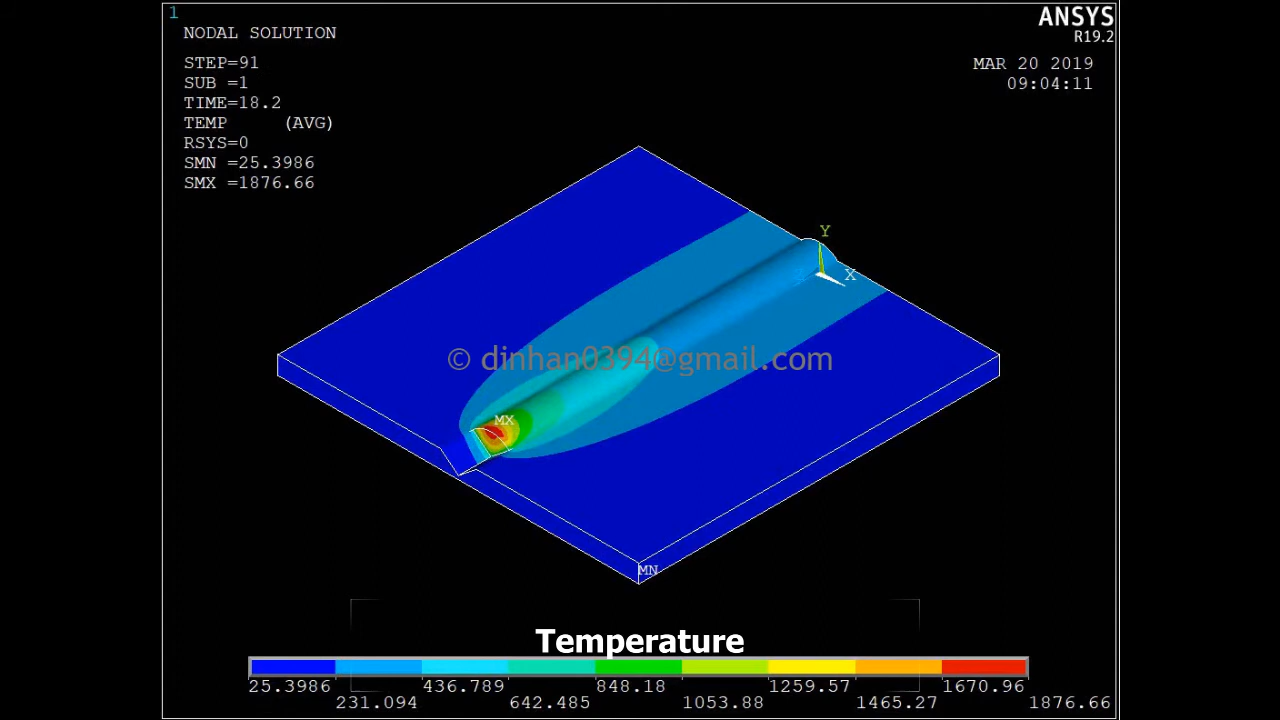 1
NODAL SOLUTION
STEP=91
SUB =1
TIME=18.2
TEMP (AVG)
RSYS=0
SMN =25.3986
SMX =1876.66
ANSYS
R19.2
MAR 20 2019
09:04:11
Y
X
© dinhan0394@gmail.com
MX
MN
Temperature
25.3986 436.789 848.18 1259.57 1670.96
231.094 642.485 1053.88 1465.27 1876.66